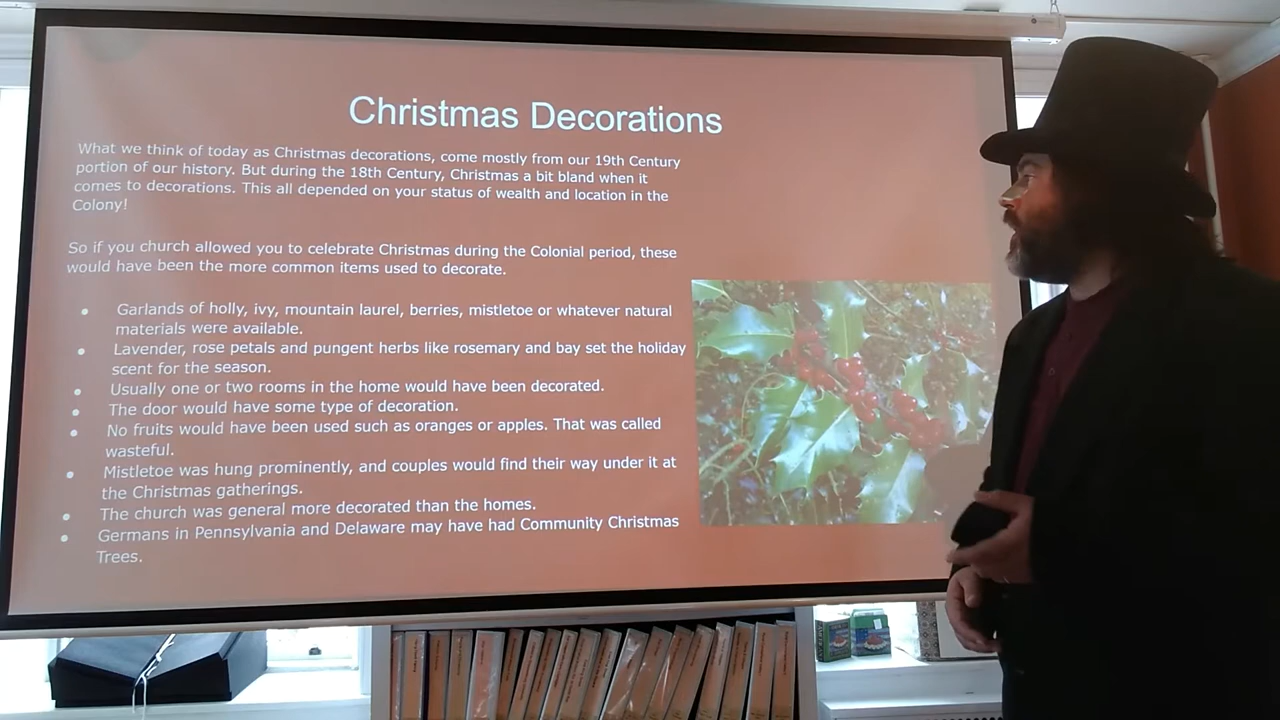 Christmas Decorations
What we think of today as Christmas decorations, come mostly from our 19th Century
portion of our history. But during the 18th Century, Christmas a bit bland when it
comes to decorations. This all depended on your status of wealth and location in the
Colony!
So if you church allowed you to celebrate Christmas during the Colonial period, these
would have been the more common items used to decorate.
• Garlands of holly, ivy, mountain laurel, berries, mistletoe or whatever natural
materials were available.
• Lavender, rose petals and pungent herbs like rosemary and bay set the holiday
scent for the season.
• Usually one or two rooms in the home would have been decorated.
• The door would have some type of decoration.
• No fruits would have been used such as oranges or apples. That was called
wasteful.
• Mistletoe was hung prominently, and couples would find their way under it at
the Christmas gatherings.
• The church was general more decorated than the homes.
• Germans in Pennsylvania and Delaware may have had Community Christmas
Trees.